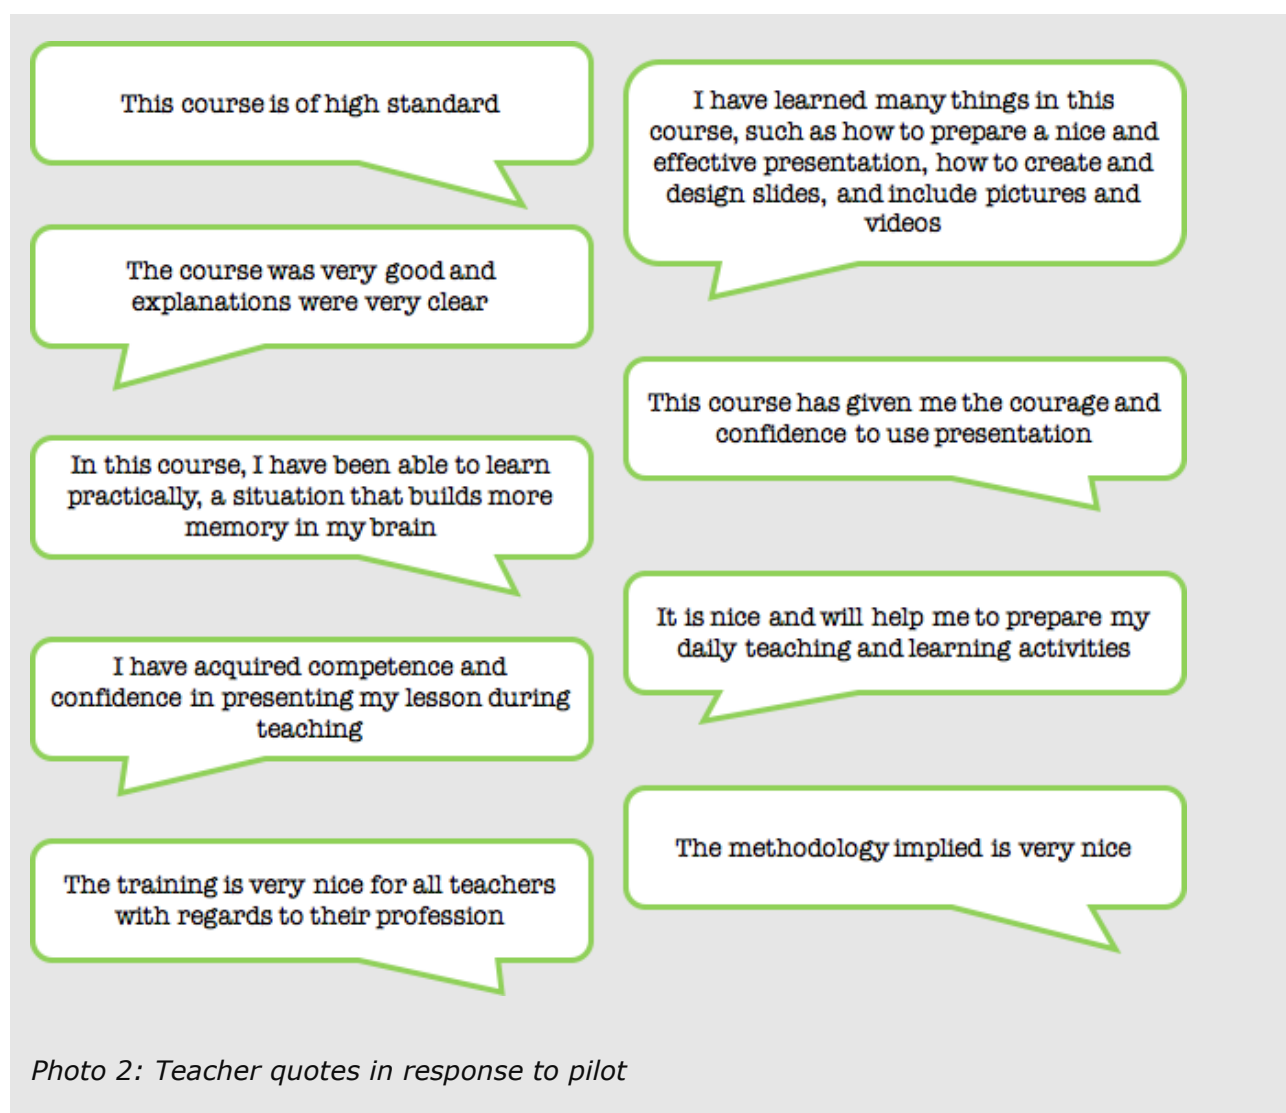 This course is of high standard
The course was very good and
explanations were very clear
In this course, I have been able to learn
practically, a situation that builds more
memory in my brain
I have acquired competence and
confidence in presenting my lesson during
teaching
The training is very nice for all teachers
with regards to their profession
I have learned many things in this
course, such as how to prepare a nice and
effective presentation, how to create and
design slides, and include pictures and
videos
This course has given me the courage and
confidence to use presentation
It is nice and will help me to prepare my
daily teaching and learning activities
The methodology implied is very nice
Photo 2: Teacher quotes in response to pilot